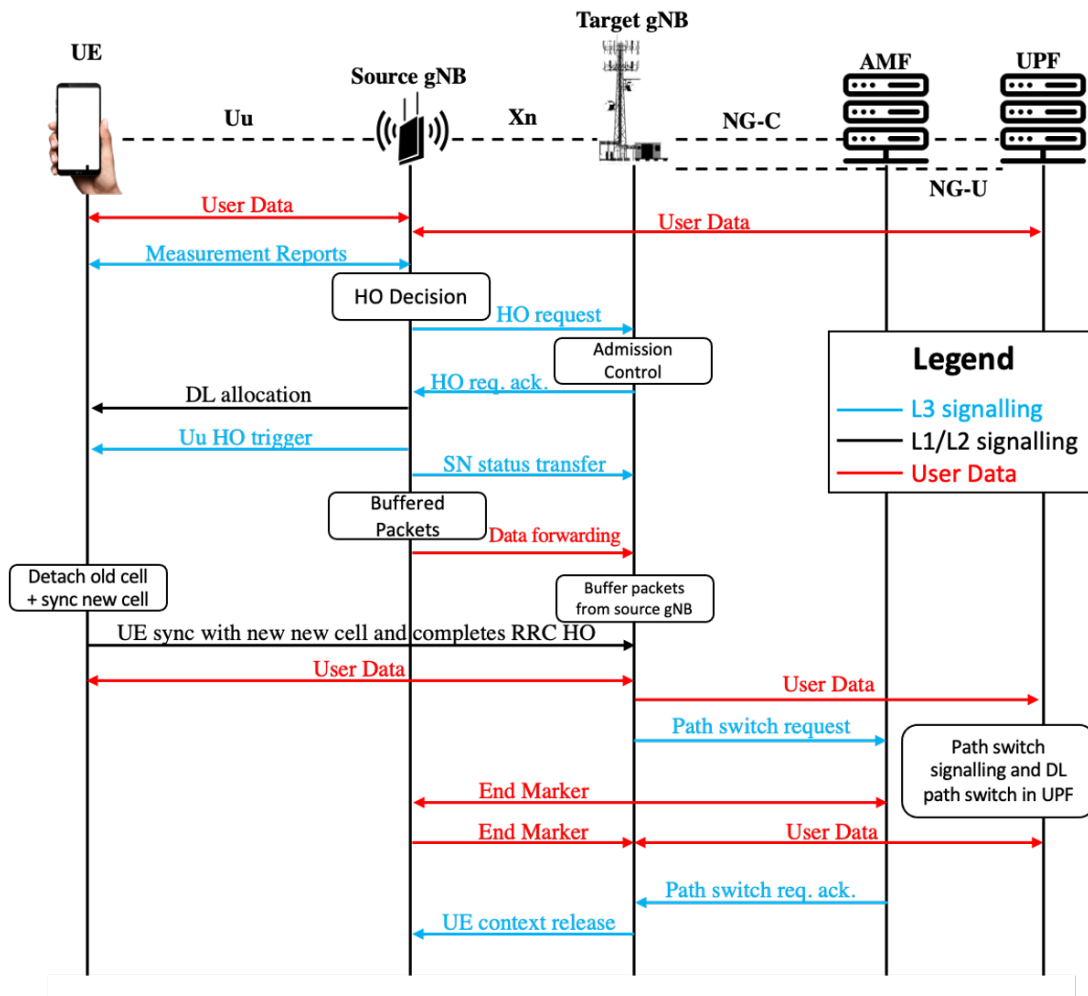 Target gNB
UE
AMF
UPF
Source gNB
Uu
Xn
NG-C
NG-U
User Data
User Data
Measurement Reports
HO Decision
HO request
Admission
Control
HO req. ack.
DL allocation
Uu HO trigger
SN status transfer
Legend
L3 signalling
L1/L2 signalling
User Data
Buffered
Packets
Data forwarding
Detach old cell
+ sync new cell
Buffer packets
from source gNB
UE sync with new new cell and completes RRC HO
User Data
User Data
Path switch request
Path switch
signalling and DL
path switch in UPF
End Marker
End Marker
User Data
Path switch req. ack.
UE context release